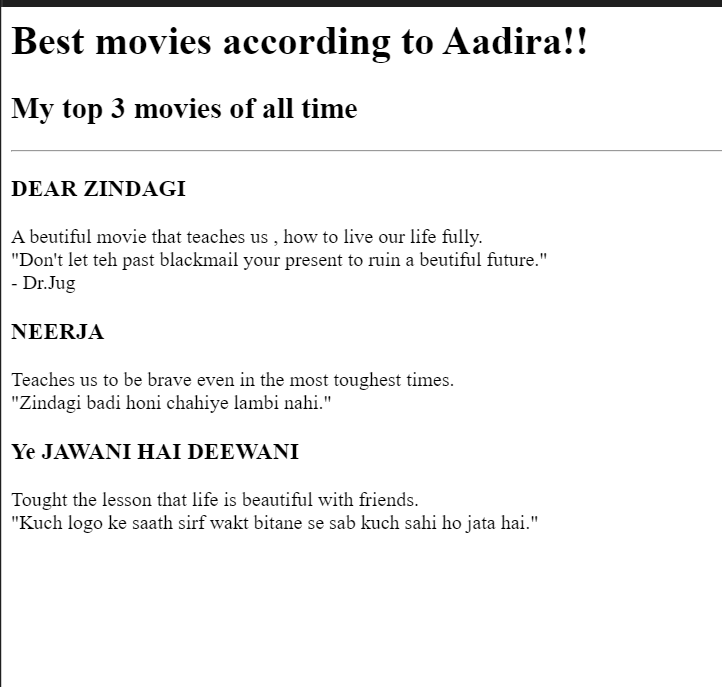 Best movies according to Aadira!!
My top 3 movies of all time
DEAR ZINDAGI
A beutiful movie that teaches us , how to live our life fully.
"Don't let teh past blackmail your present to ruin a beutiful future."
- Dr.Jug
NEERJA
Teaches us to be brave even in the most toughest times.
"Zindagi badi honi chahiye lambi nahi."
Ye JAWANI HAI DEEWANI
Tought the lesson that life is beautiful with friends.
"Kuch logo ke saath sirf wakt bitane se sab kuch sahi ho jata hai."